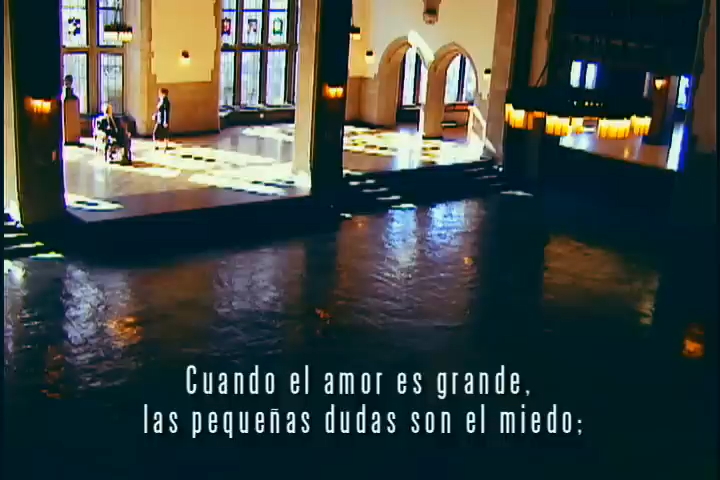 Cuando el amor es grande,
las pequeñas dudas son el miedo;